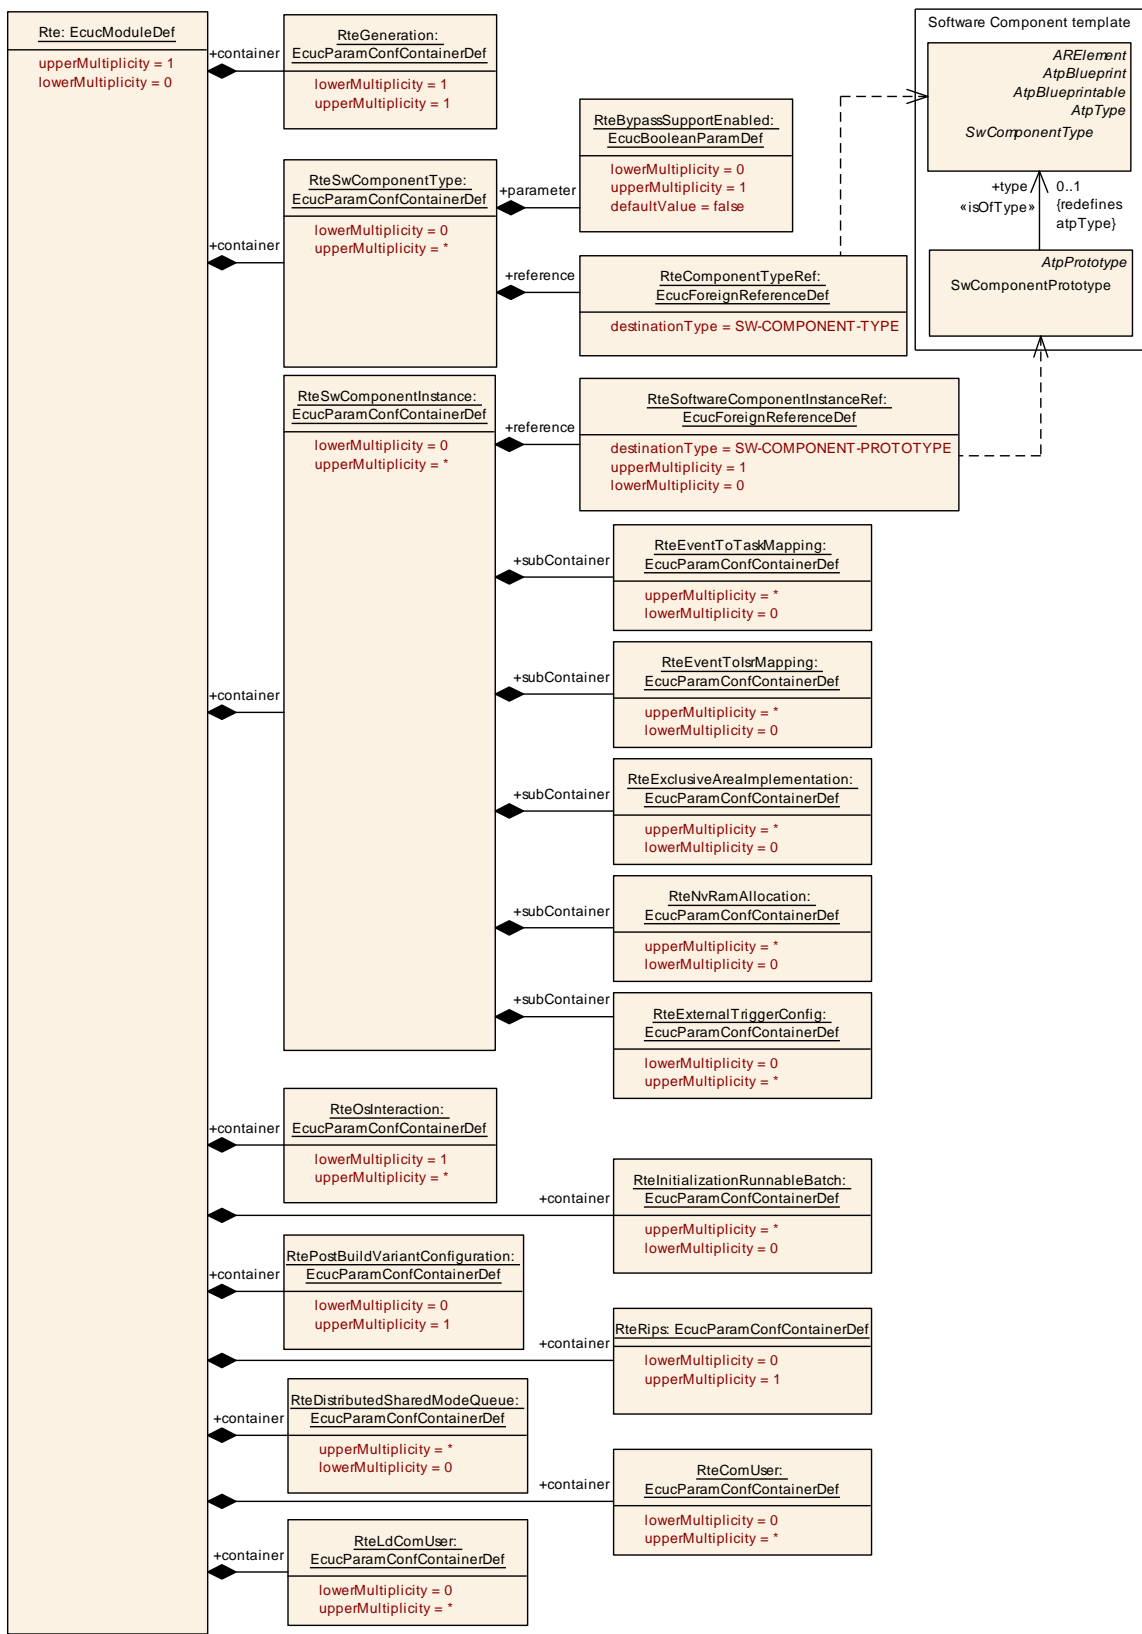 Rte: EcucModuleDef
upperMultiplicity = 1
lowerMultiplicity = 0
+container
RteGeneration:
EcucParamConfContainerDef
lowerMultiplicity = 1
upperMultiplicity = 1
Software Component template
ARElement
AtpBlueprint
AtpBlueprintable
AtpType
SwComponentType
+type
«isOfType»
0..1
{redefines
atpType}
AtpPrototype
SwComponentPrototype
+container
RteSwComponentType:
EcucParamConfContainerDef
lowerMultiplicity = 0
upperMultiplicity = *
+parameter
RteBypassSupportEnabled:
EcucBooleanParamDef
lowerMultiplicity = 0
upperMultiplicity = 1
defaultValue = false
+reference
RteComponentTypeRef:
EcucForeignReferenceDef
destinationType = SW-COMPONENT-TYPE
+container
RteSwComponentInstance:
EcucParamConfContainerDef
lowerMultiplicity = 0
upperMultiplicity = *
+reference
RteSoftwareComponentInstanceRef:
EcucForeignReferenceDef
destinationType = SW-COMPONENT-PROTOTYPE
upperMultiplicity = 1
lowerMultiplicity = 0
+subContainer
RteEventToTaskMapping:
EcucParamConfContainerDef
upperMultiplicity = *
lowerMultiplicity = 0
+subContainer
RteEventToIsrMapping:
EcucParamConfContainerDef
upperMultiplicity = *
lowerMultiplicity = 0
+subContainer
RteExclusiveAreaImplementation:
EcucParamConfContainerDef
upperMultiplicity = *
lowerMultiplicity = 0
+subContainer
RteNvRamAllocation:
EcucParamConfContainerDef
upperMultiplicity = *
lowerMultiplicity = 0
+subContainer
RteExternalTriggerConfig:
EcucParamConfContainerDef
lowerMultiplicity = 0
upperMultiplicity = *
+container
RteOsInteraction:
EcucParamConfContainerDef
lowerMultiplicity = 1
upperMultiplicity = *
+container
RteInitializationRunnableBatch:
EcucParamConfContainerDef
upperMultiplicity = *
lowerMultiplicity = 0
+container
RtePostBuildVariantConfiguration:
EcucParamConfContainerDef
lowerMultiplicity = 0
upperMultiplicity = 1
+container
RteRips: EcucParamConfContainerDef
lowerMultiplicity = 0
upperMultiplicity = 1
+container
RteDistributedSharedModeQueue:
EcucParamConfContainerDef
upperMultiplicity = *
lowerMultiplicity = 0
+container
RteComUser:
EcucParamConfContainerDef
lowerMultiplicity = 0
upperMultiplicity = *
+container
RteLdComUser:
EcucParamConfContainerDef
lowerMultiplicity = 0
upperMultiplicity = *